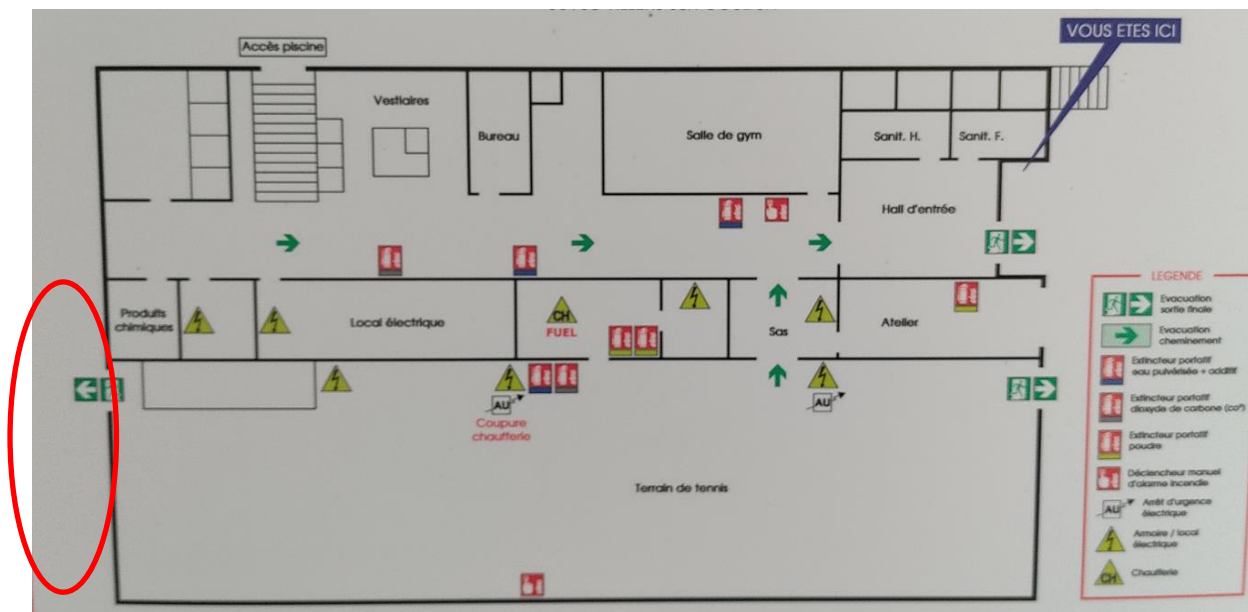 VOUS ETES ICI
Accès piscine
Vestiaires
Bureau
Salle de gym
Sanit. H.
Sanit. F.
Hall d'entrée
Produits
chimiques
Local électrique
CH
FUEL
Sas
Atelier
AU
Coupure
chaufferie
AU
Terrain de tennis
LEGENDE
Evacuation
sortie finale
Evacuation
cheminement
Extincteur portatif
eau pulvérisée + additif
Extincteur portatif
dioxyde de carbone (co²)
Extincteur portatif
poudre
Déclencheur manuel
d'alarme incendie
AU
Arrêt d'urgence
électrique
Armoire / local
électrique
CH
Chaufferie